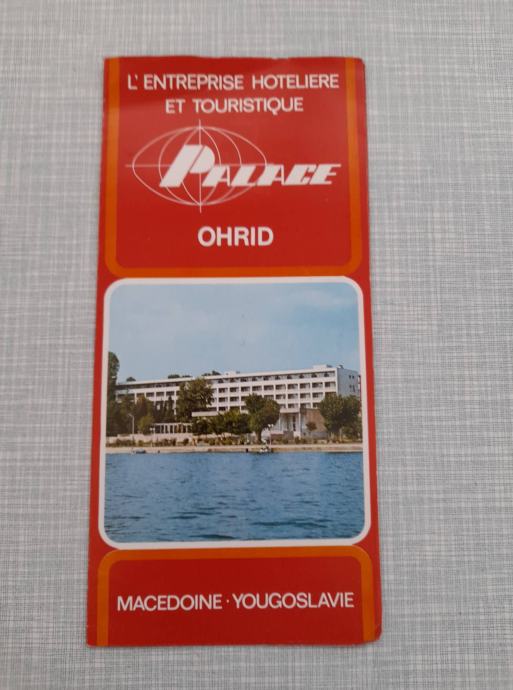 L'ENTREPRISE HOTELIERE
ET TOURISTIQUE
PALACE
OHRID
MACEDOINE · YOUGOSLAVIE